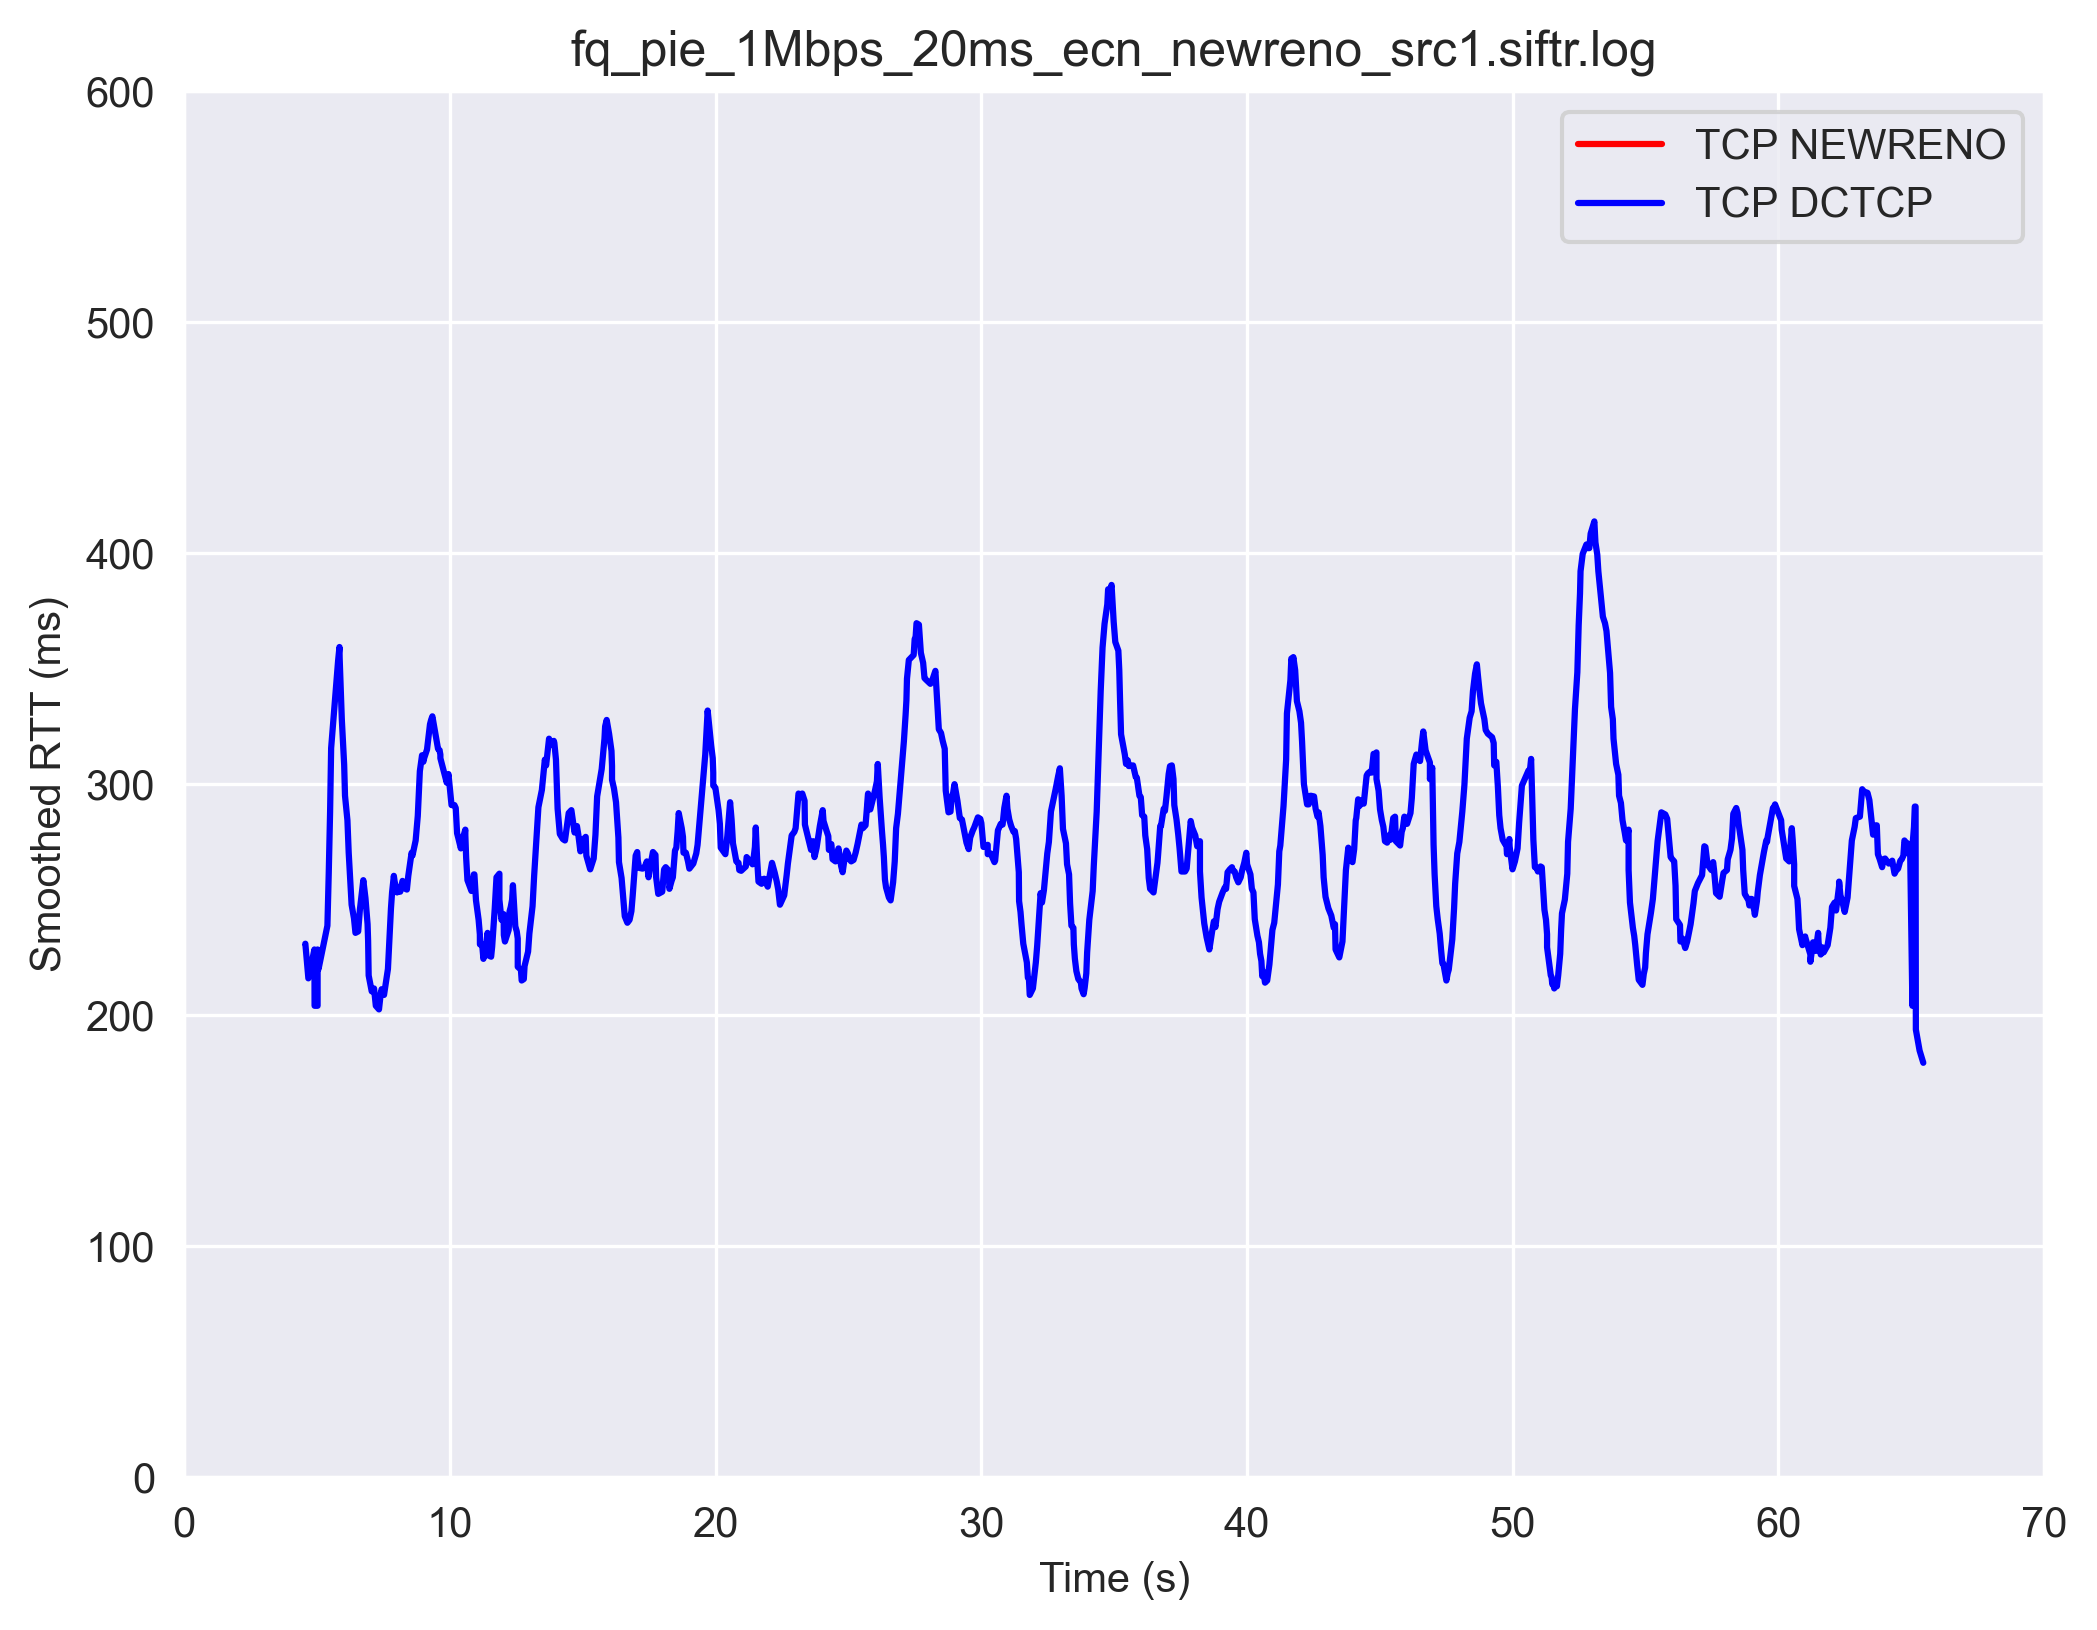 fq_pie_1Mbps_20ms_ecn_newreno_src1.siftr.log
600
500
400
300
200
100
0
Smoothed RTT (ms)
TCP NEWRENO
TCP DCTCP
0 10 20 30 40 50 60 70
Time (s)